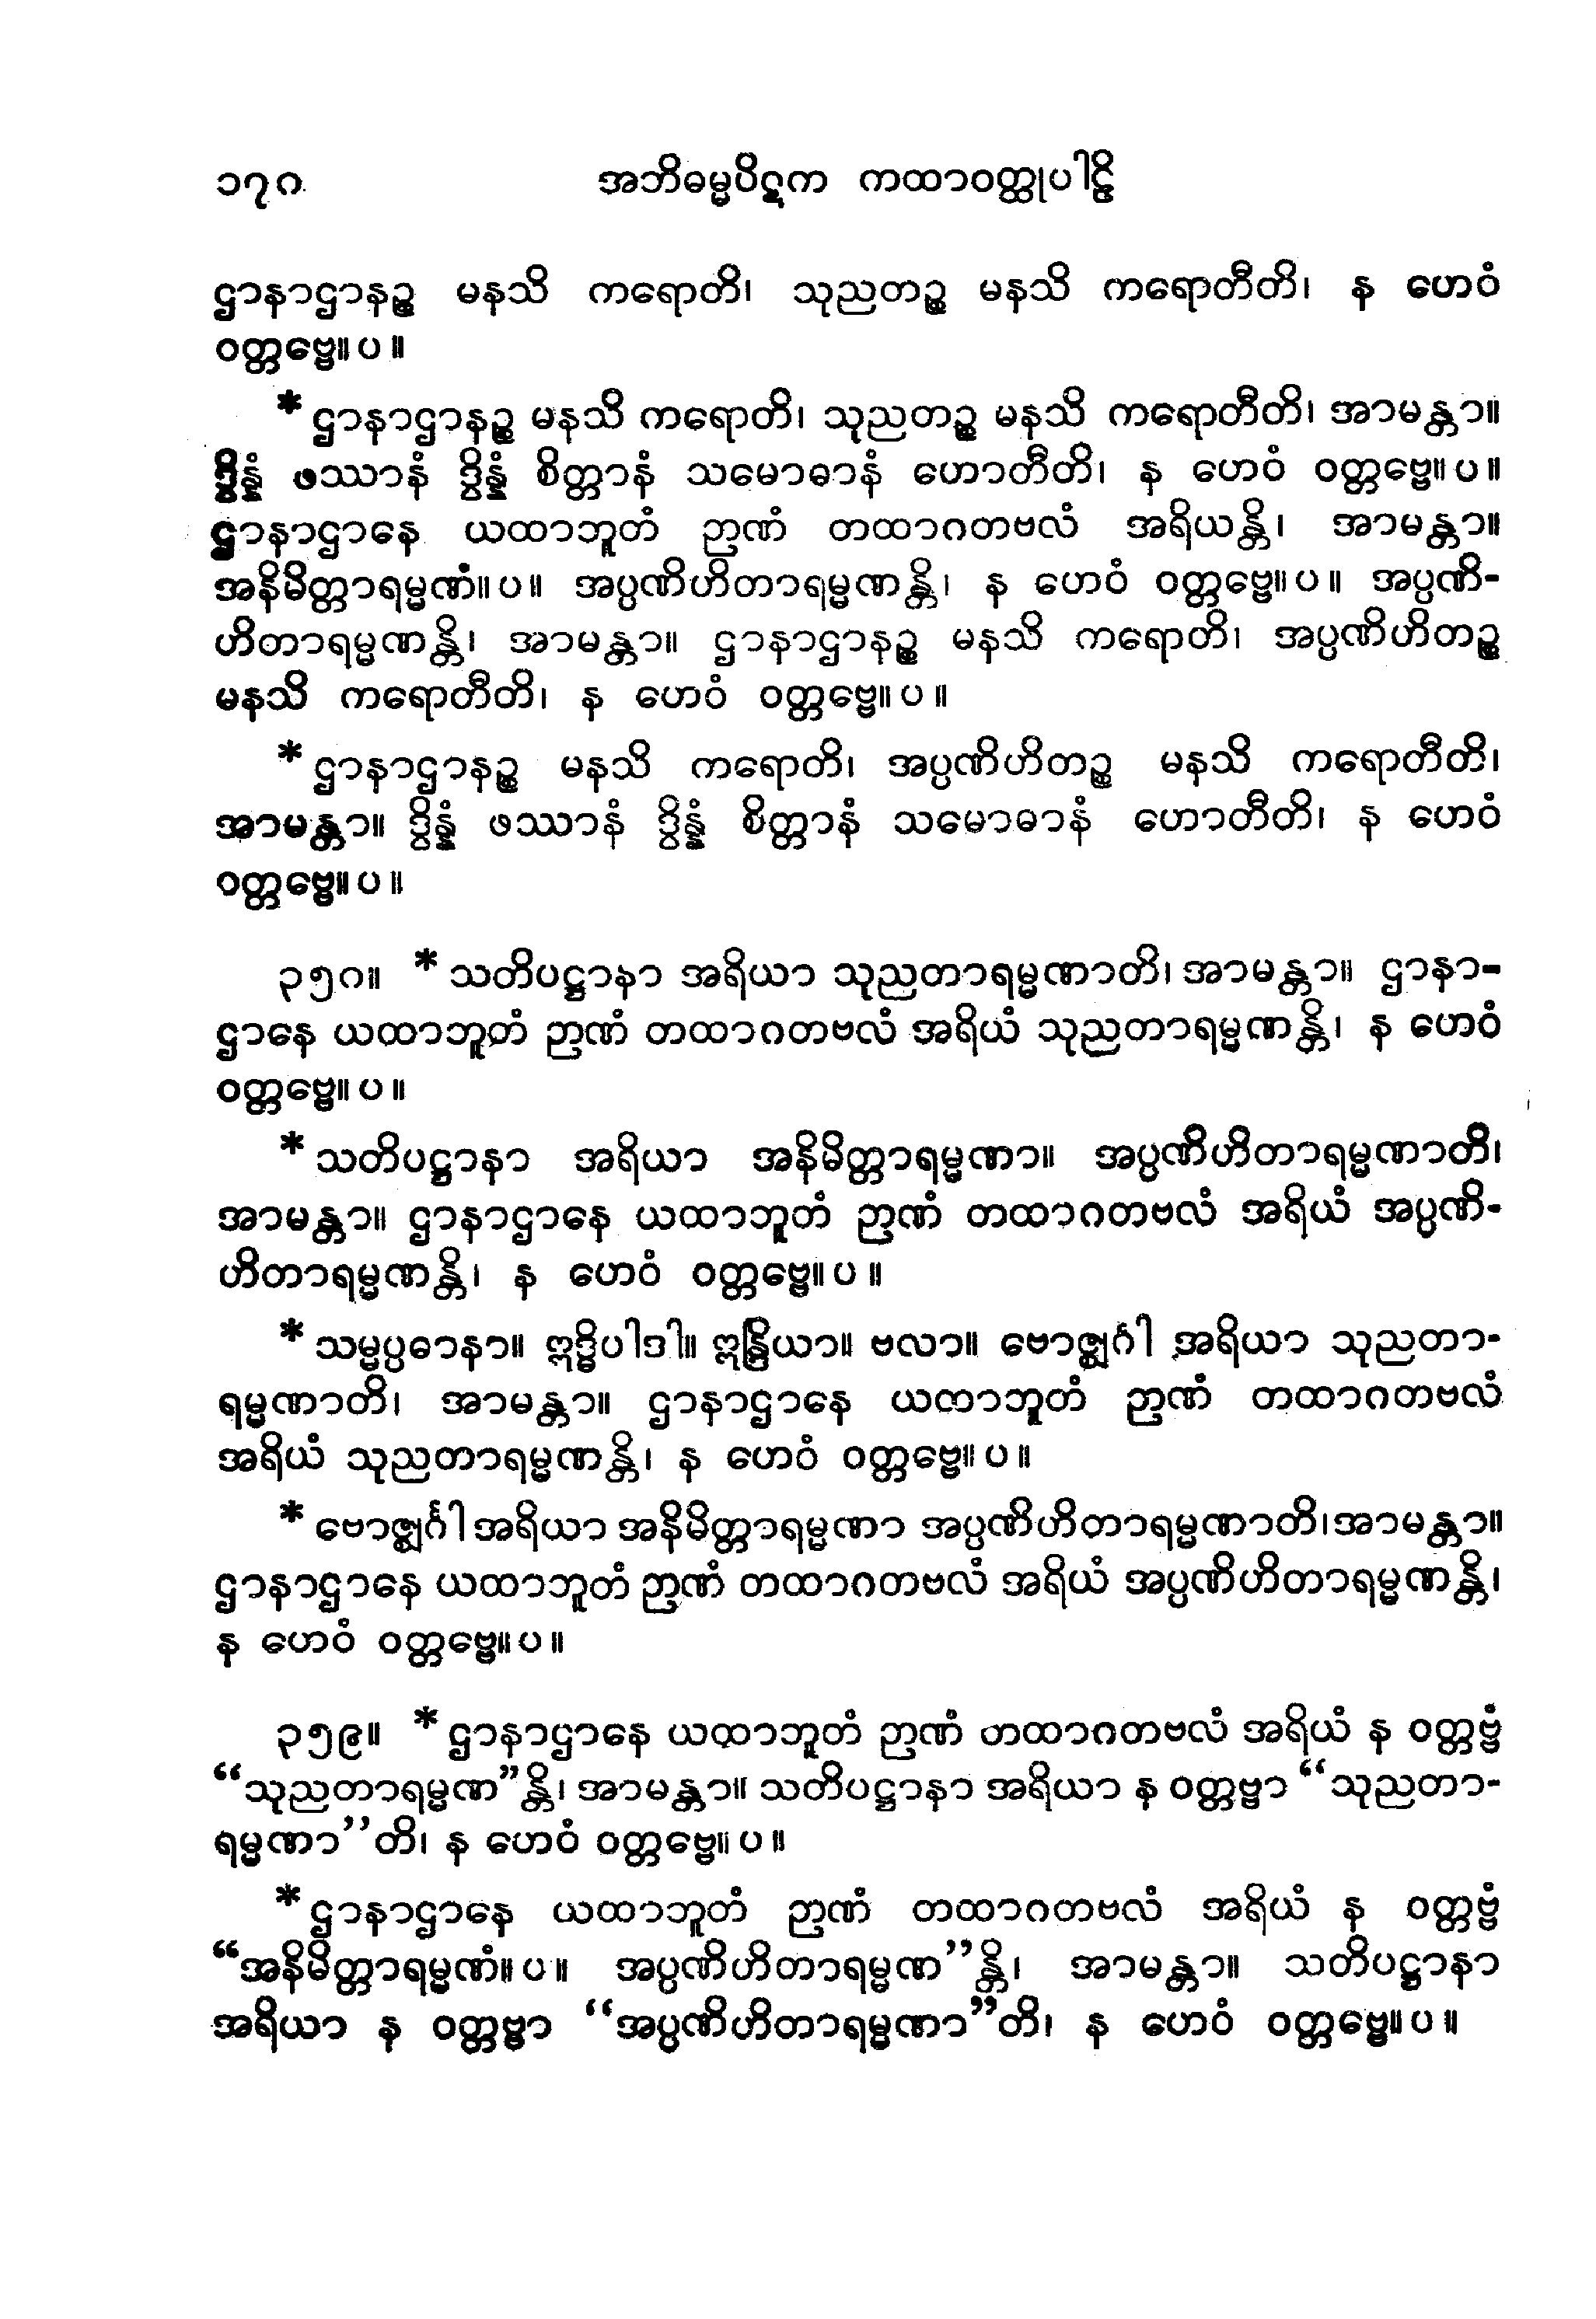 ၁၇၈ အဘိဓမ္မပိဋက ကထာဝတ္ထုပါဠိ
ဌာနာဌာနဉ္စ မနသိ ကရောတိ၊ သုညတဉ္စ မနသိ ကရောတီတိ၊ န ဟေဝံ
ဝတ္တဗ္ဗေ။ပ။
*ဌာနာဌာနဉ္စ မနသိ ကရောတိ၊ သုညတဉ္စ မနသိ ကရောတီတိ၊ အာမန္တာ။
ဒွိန္နံ ဖဿာနံ ဒွိန္နံ စိတ္တာနံ သမောဓာနံ ဟောတီတိ၊ န ဟေဝံ ဝတ္တဗ္ဗေ။ပ။
ဌာနာဌာနေ ယထာဘူတံ ဉာဏံ တထာဂတဗလံ အရိယန္တိ၊ အာမန္တာ။
အနိမိတ္တာရမ္မဏံ။ပ။ အပ္ပဏိဟိတာရမ္မဏန္တိ၊ န ဟေဝံ ဝတ္တဗ္ဗေ။ပ။ အပ္ပဏိ-
ဟိတာရမ္မဏန္တိ၊ အာမန္တာ။ ဌာနာဌာနဉ္စ မနသိ ကရောတိ၊ အပ္ပဏိဟိတဉ္စ
မနသိ ကရောတီတိ၊ န ဟေဝံ ဝတ္တဗ္ဗေ။ပ။
*ဌာနာဌာနဉ္စ မနသိ ကရောတိ၊ အပ္ပဏိဟိတဉ္စ မနသိ ကရောတီတိ၊
အာမန္တာ။ ဒွိန္နံ ဖဿာနံ ဒွိန္နံ စိတ္တာနံ သမောဓာနံ ဟောတီတိ၊ န ဟေဝံ
ဝတ္တဗ္ဗေ။ပ။
၃၅၈။ *သတိပဋ္ဌာနာ အရိယာ သုညတာရမ္မဏာတိ၊ အာမန္တာ။ ဌာနာ-
ဌာနေ ယထာဘူတံ ဉာဏံ တထာဂတဗလံ အရိယံ သုညတာရမ္မဏန္တိ၊ န ဟေဝံ
ဝတ္တဗ္ဗေ။ပ။
*သတိပဋ္ဌာနာ အရိယာ အနိမိတ္တာရမ္မဏာ။ အပ္ပဏိဟိတာရမ္မဏာတိ၊
အာမန္တာ။ ဌာနာဌာနေ ယထာဘူတံ ဉာဏံ တထာဂတဗလံ အရိယံ အပ္ပဏိ-
ဟိတာရမ္မဏန္တိ၊ န ဟေဝံ ဝတ္တဗ္ဗေ။ပ။
*သမ္မပ္ပဓာနာ။ ဣဒ္ဓိပါဒါ။ ဣန္ဒြိယာ။ ဗလာ။ ဗောဇ္ဈင်္ဂါ အရိယာ သုညတာ-
ရမ္မဏာတိ၊ အာမန္တာ။ ဌာနာဌာနေ ယထာဘူတံ ဉာဏံ တထာဂတဗလံ
အရိယံ သုညတာရမ္မဏန္တိ၊ န ဟေဝံ ဝတ္တဗ္ဗေ။ပ။
*ဗောဇ္ဈင်္ဂါ အရိယာ အနိမိတ္တာရမ္မဏာ အပ္ပဏိဟိတာရမ္မဏာတိ၊အာမန္တာ။
ဌာနာဌာနေ ယထာဘူတံ ဉာဏံ တထာဂတဗလံ အရိယံ အပ္ပဏိဟိတာရမ္မဏန္တိ၊
န ဟေဝံ ဝတ္တဗ္ဗေ။ပ။
၃၅၉။ *ဌာနာဌာနေ ယထာဘူတံ ဉာဏံ တထာဂတဗလံ အရိယံ န ဝတ္တဗ္ဗံ
“သုညတာရမ္မဏ”န္တိ၊ အာမန္တာ။ သတိပဋ္ဌာနာ အရိယာ န ဝတ္တဗ္ဗာ “သုညတာ-
ရမ္မဏာ”တိ၊ န ဟေဝံ ဝတ္တဗ္ဗေ။ပ။
*ဌာနာဌာနေ ယထာဘူတံ ဉာဏံ တထာဂတဗလံ အရိယံ န ဝတ္တဗ္ဗံ
“အနိမိတ္တာရမ္မဏံ။ပ။ အပ္ပဏိဟိတာရမ္မဏ”န္တိ၊ အာမန္တာ။ သတိပဋ္ဌာနာ
အရိယာ န ဝတ္တဗ္ဗာ “အပ္ပဏိဟိတာရမ္မဏာ”တိ၊ န ဟေဝံ ဝတ္တဗ္ဗေ။ပ။